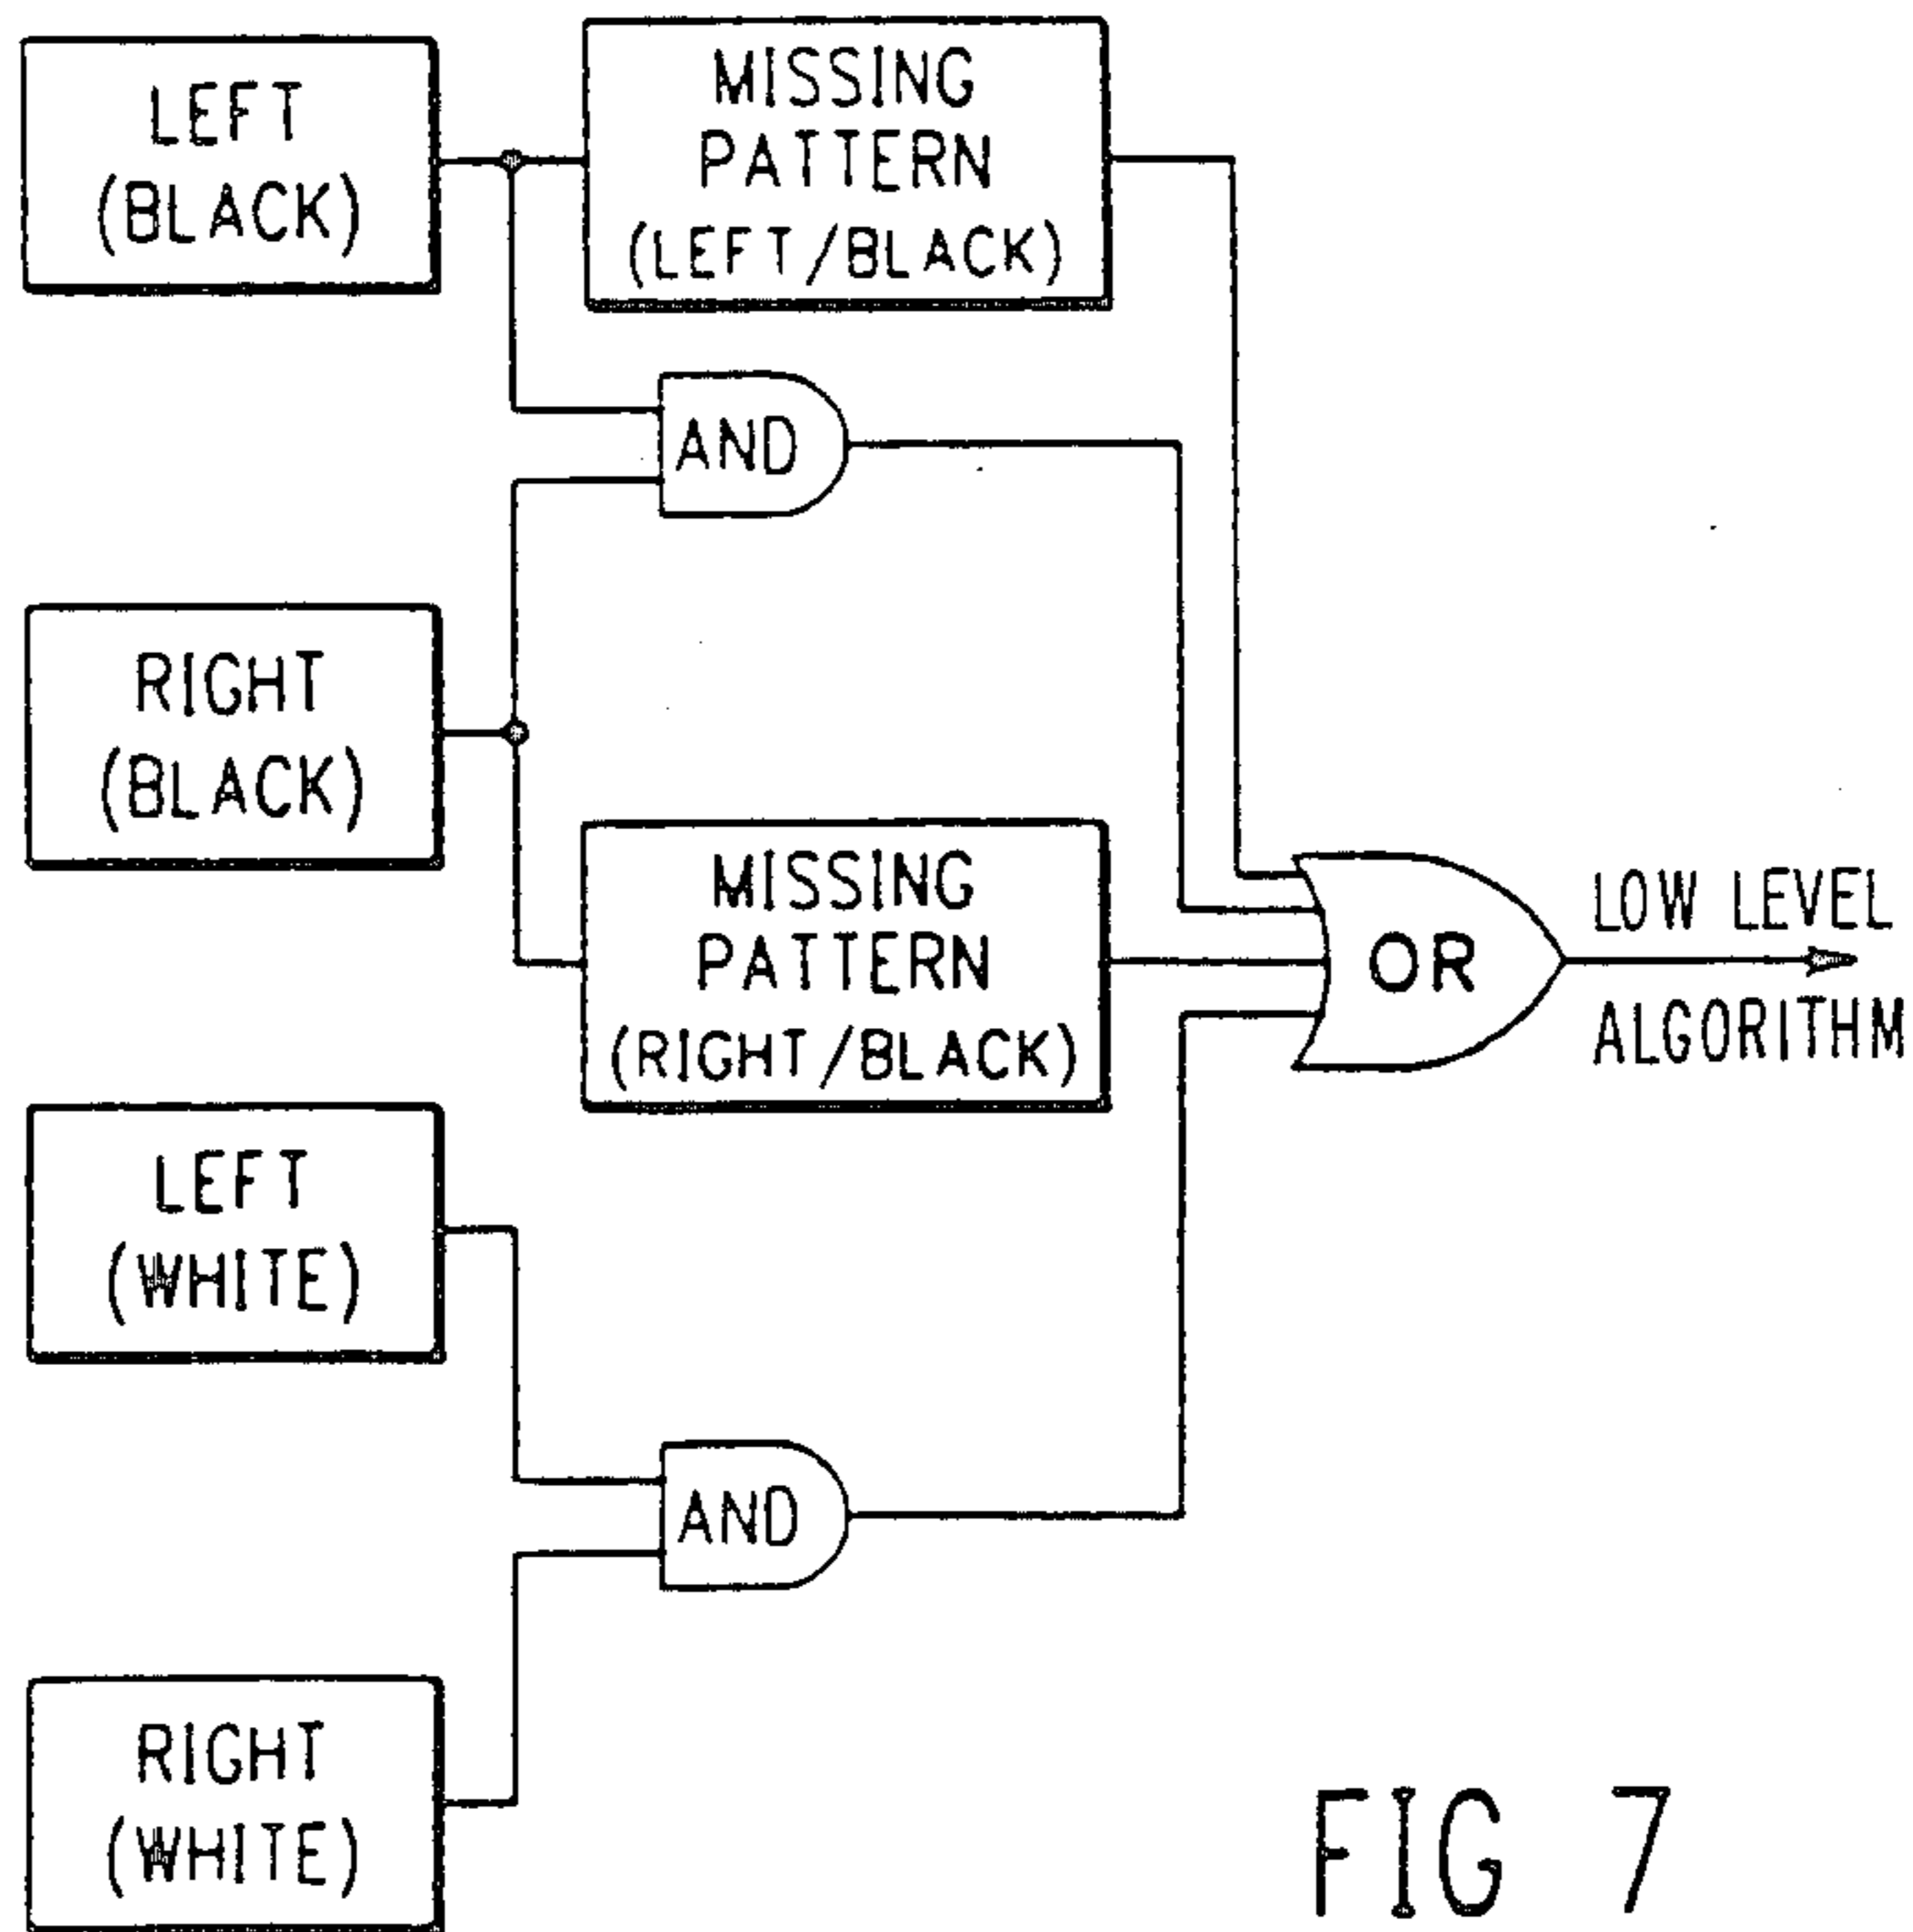 LEFT
(BLACK)
MISSING
PATTERN
(LEFT/BLACK)
AND
RIGHT
(BLACK)
MISSING
PATTERN
(RIGHT/BLACK)
OR
LOW LEVEL
ALGORITHM
LEFT
(WHITE)
AND
RIGHT
(WHITE)
FIG 7